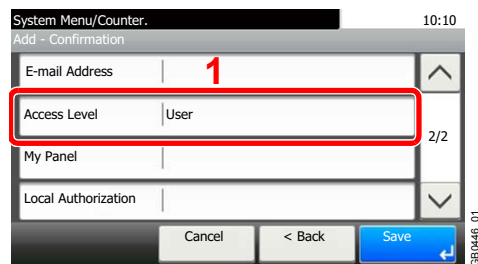 System Menu/Counter. 10:10
Add - Confirmation
E-mail Address 1
Access Level User
2/2
My Panel
Local Authorization
Cancel < Back Save
GB0446_01